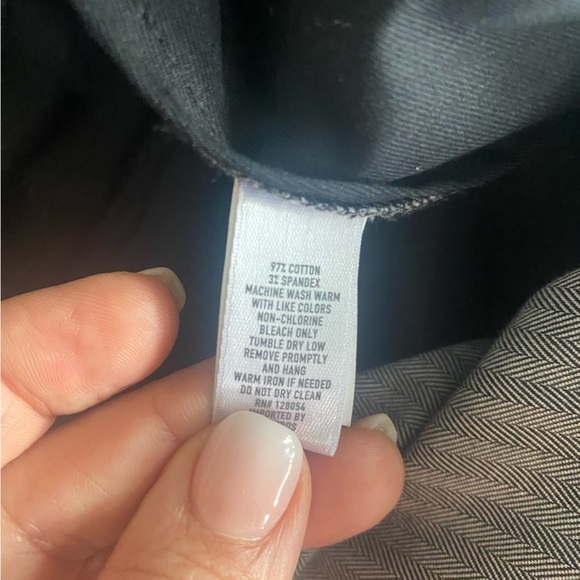 97% COTTON
3% SPANDEX
MACHINE WASH WARM
WITH LIKE COLORS
NON-CHLORINE
BLEACH ONLY
TUMBLE DRY LOW
REMOVE PROMPTLY
AND HANG
WARM IRON IF NEEDED
DO NOT DRY CLEAN
RN# 128054
IMPORTED BY